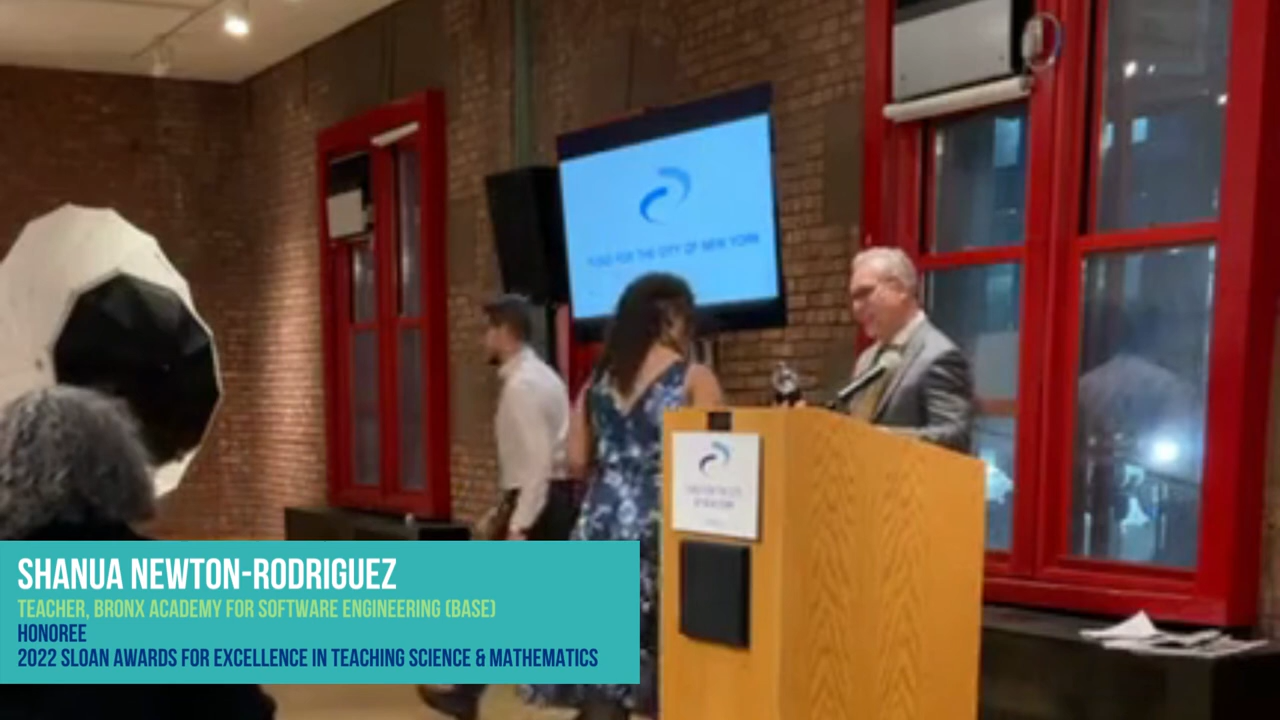 FUND FOR THE CITY OF NEW YORK
SHANUA NEWTON-RODRIGUEZ
TEACHER, BRONX ACADEMY FOR SOFTWARE ENGINEERING (BASE)
HONOREE
2022 SLOAN AWARDS FOR EXCELLENCE IN TEACHING SCIENCE & MATHEMATICS